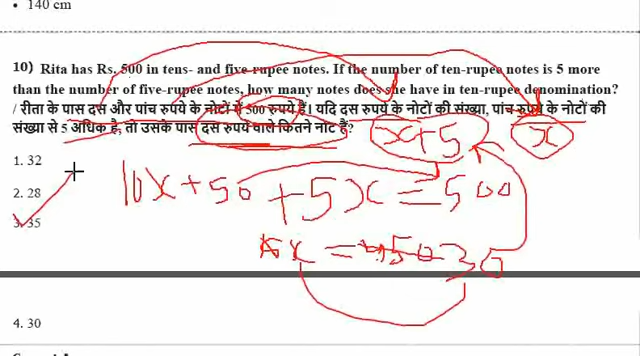 • 140 cm
10) Rita has Rs. 500 in tens- and five-rupee notes. If the number of ten-rupee notes is 5 more
than the number of five-rupee notes, how many notes does she have in ten-rupee denomination?
/ रीता के पास दस और पांच रुपये के नोटों में 500 रुपये हैं। यदि दस रुपये के नोटों की संख्या, पांच रुपये के नोटों की
संख्या से 5 अधिक है, तो उसके पास दस रुपये वाले कितने नोट हैं?
x+5 x
1. 32
10x+50+5x=500
2. 28
3. 35
x = 30
4. 30